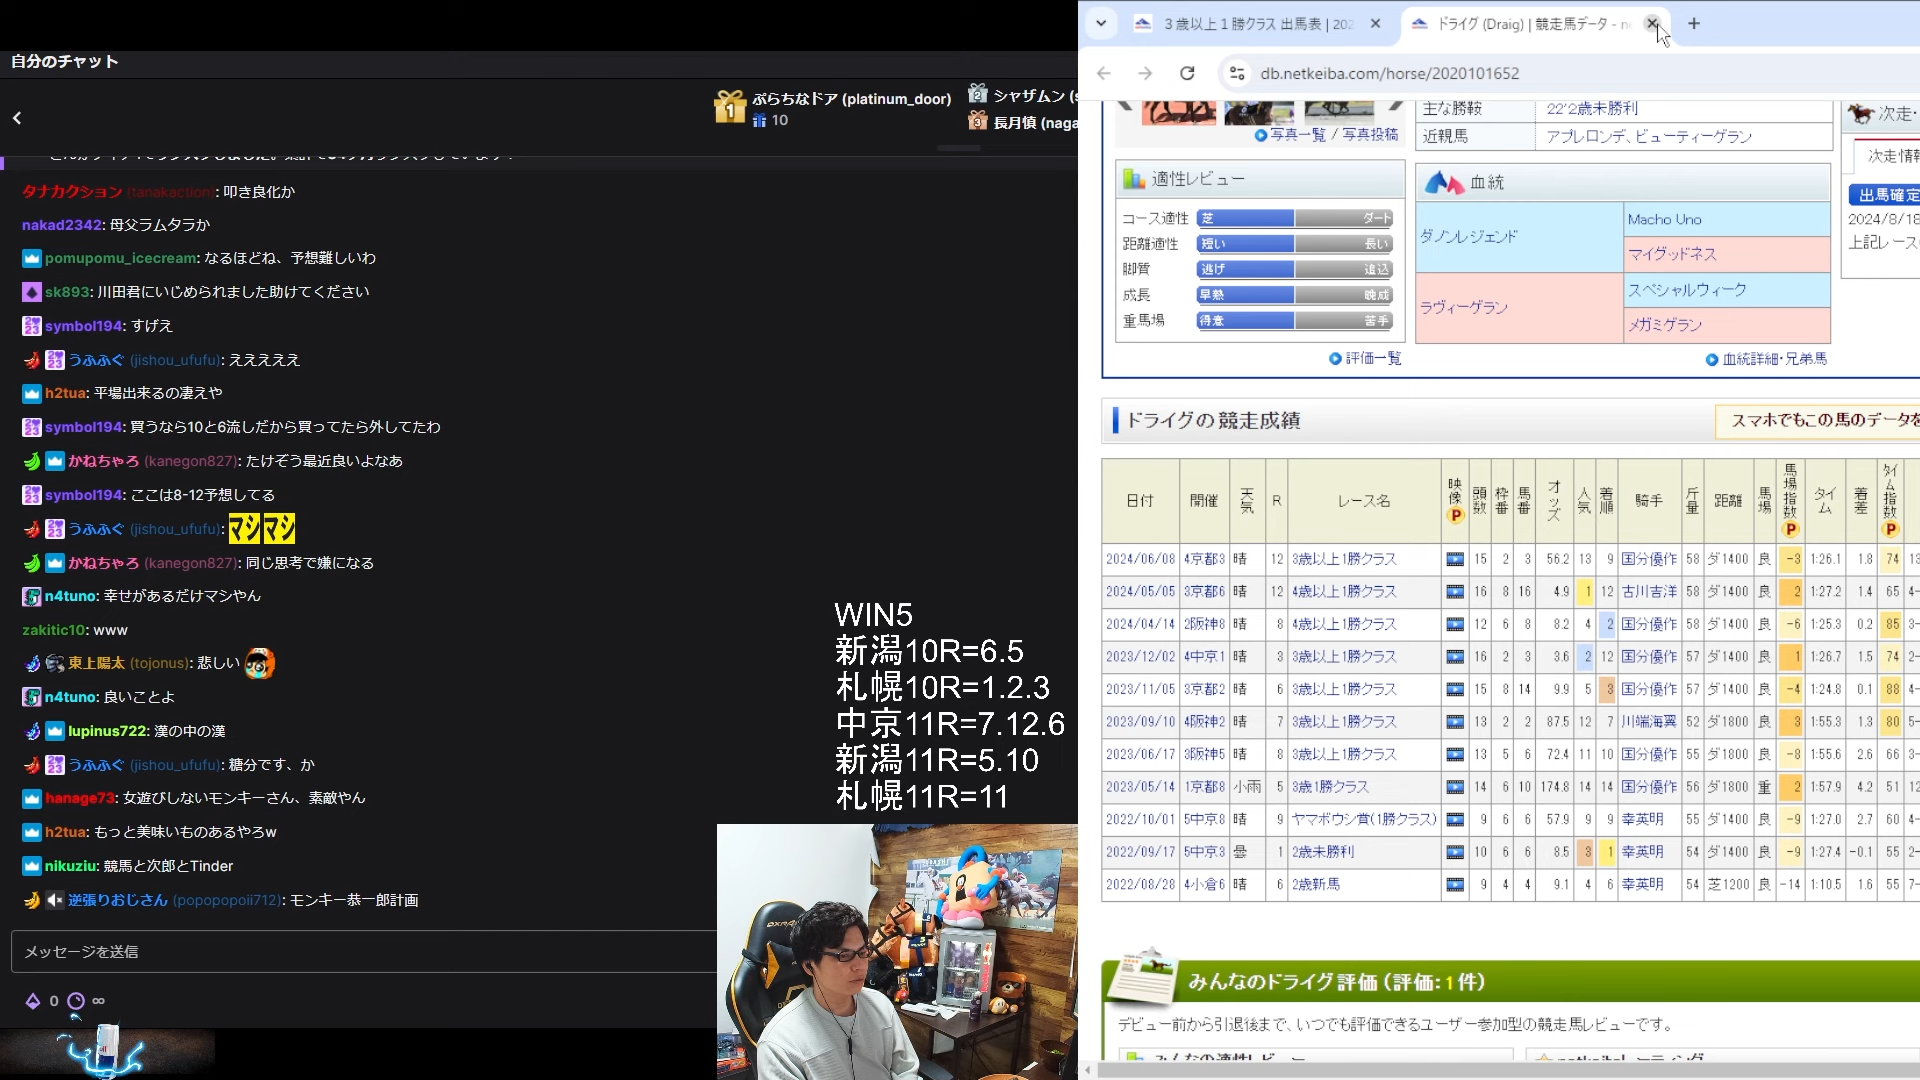 自分のチャット
ぷらちなドア (platinum_door)
10
シャザムン (s
長月慎 (naga
タナカクション (tanakaction): 叩き良化か
nakad2342: 母父ラムタラか
pomupomu_icecream: なるほどね、予想難しいわ
sk893: 川田君にいじめられました助けてください
symbol194: すげえ
うふふぐ (jishou_ufufu): えええええ
h2tua: 平場出来るの凄えや
symbol194: 買うなら10と6流しだから買ってたら外してたわ
かねちゃろ (kanegon827): たけぞう最近良いよなあ
symbol194: ここは8-12予想してる
うふふぐ (jishou_ufufu): マシマシ
かねちゃろ (kanegon827): 同じ思考で嫌になる
n4tuno: 幸せがあるだけマシやん
zakitic10: www
東上陽太 (tojonus): 悲しい
n4tuno: 良いことよ
lupinus722: 漢の中の漢
うふふぐ (jishou_ufufu): 糖分です、か
hanage73: 女遊びしないモンキーさん、素敵やん
h2tua: もっと美味いものあるやろw
nikuziu: 競馬と次郎とTinder
逆張りおじさん (popopopoii712): モンキー恭一郎計画
メッセージを送信
0 ∞
WIN5
新潟10R=6.5
札幌10R=1.2.3
中京11R=7.12.6
新潟11R=5.10
札幌11R=11
3歳以上1勝クラス 出馬表 | 202
ドライグ (Draig) | 競走馬データ - ne
db.netkeiba.com/horse/2020101652
写真一覧 / 写真投稿
主な勝鞍 22'2歳未勝利
近親馬 アプレロンデ、ビューティーグラン
次走・
次走情報
出馬確定
2024/8/18
上記レース
適性レビュー
コース適性 芝 ダート
距離適性 短い 長い
脚質 逃げ 追込
成長 早熟 晩成
重馬場 得意 苦手
評価一覧
血統
ダノンレジェンド
Macho Uno
マイグッドネス
ラヴィーゲラン
スペシャルウィーク
メガミゲラン
血統詳細・兄弟馬
ドライグの競走成績
スマホでもこの馬のデータを
日付 開催 天気 R レース名 映像 頭数 枠番 馬番 オッズ 人気 着順 騎手 斤量 距離 馬場 馬場指数 タイム 着差 タイム指数
2024/06/08 4京都3 晴 12 3歳以上1勝クラス 15 2 3 56.2 13 9 国分優作 58 ダ1400 良 -3 1:26.1 1.8 74 13
2024/05/05 3京都6 晴 12 4歳以上1勝クラス 16 8 16 4.9 1 12 古川吉洋 58 ダ1400 良 2 1:27.2 1.4 65 4-
2024/04/14 2阪神8 晴 8 4歳以上1勝クラス 12 6 8 8.2 4 2 国分優作 58 ダ1400 良 -6 1:25.3 0.2 85 3-
2023/12/02 4中京1 晴 3 3歳以上1勝クラス 16 2 3 3.6 2 12 国分優作 57 ダ1400 良 1 1:26.7 1.5 74 2-
2023/11/05 3京都2 晴 6 3歳以上1勝クラス 15 8 14 9.9 5 3 国分優作 57 ダ1400 良 -4 1:24.8 0.1 88 4-
2023/09/10 4阪神2 晴 7 3歳以上1勝クラス 13 2 2 87.5 12 7 川端海翼 52 ダ1800 良 3 1:55.3 1.3 80 5-
2023/06/17 3阪神5 晴 8 3歳以上1勝クラス 13 5 6 72.4 11 10 国分優作 55 ダ1800 良 -8 1:55.6 2.6 66 3-
2023/05/14 1京都8 小雨 5 3歳1勝クラス 14 6 10 174.8 14 14 国分優作 56 ダ1800 重 2 1:57.9 4.2 51 12
2022/10/01 5中京8 晴 9 ヤマボウシ賞(1勝クラス) 9 6 6 57.9 9 9 幸英明 55 ダ1400 良 -9 1:27.0 2.7 60 4-
2022/09/17 5中京3 曇 1 2歳未勝利 10 6 6 8.5 3 1 幸英明 54 ダ1400 良 -9 1:27.4 -0.1 55 2-
2022/08/28 4小倉6 晴 6 2歳新馬 9 4 4 9.1 4 6 幸英明 54 芝1200 良 -14 1:10.5 1.6 55 7-
みんなのドライグ評価 (評価:1件)
デビュー前から引退後まで、いつでも評価できるユーザー参加型の競走馬レビューです。